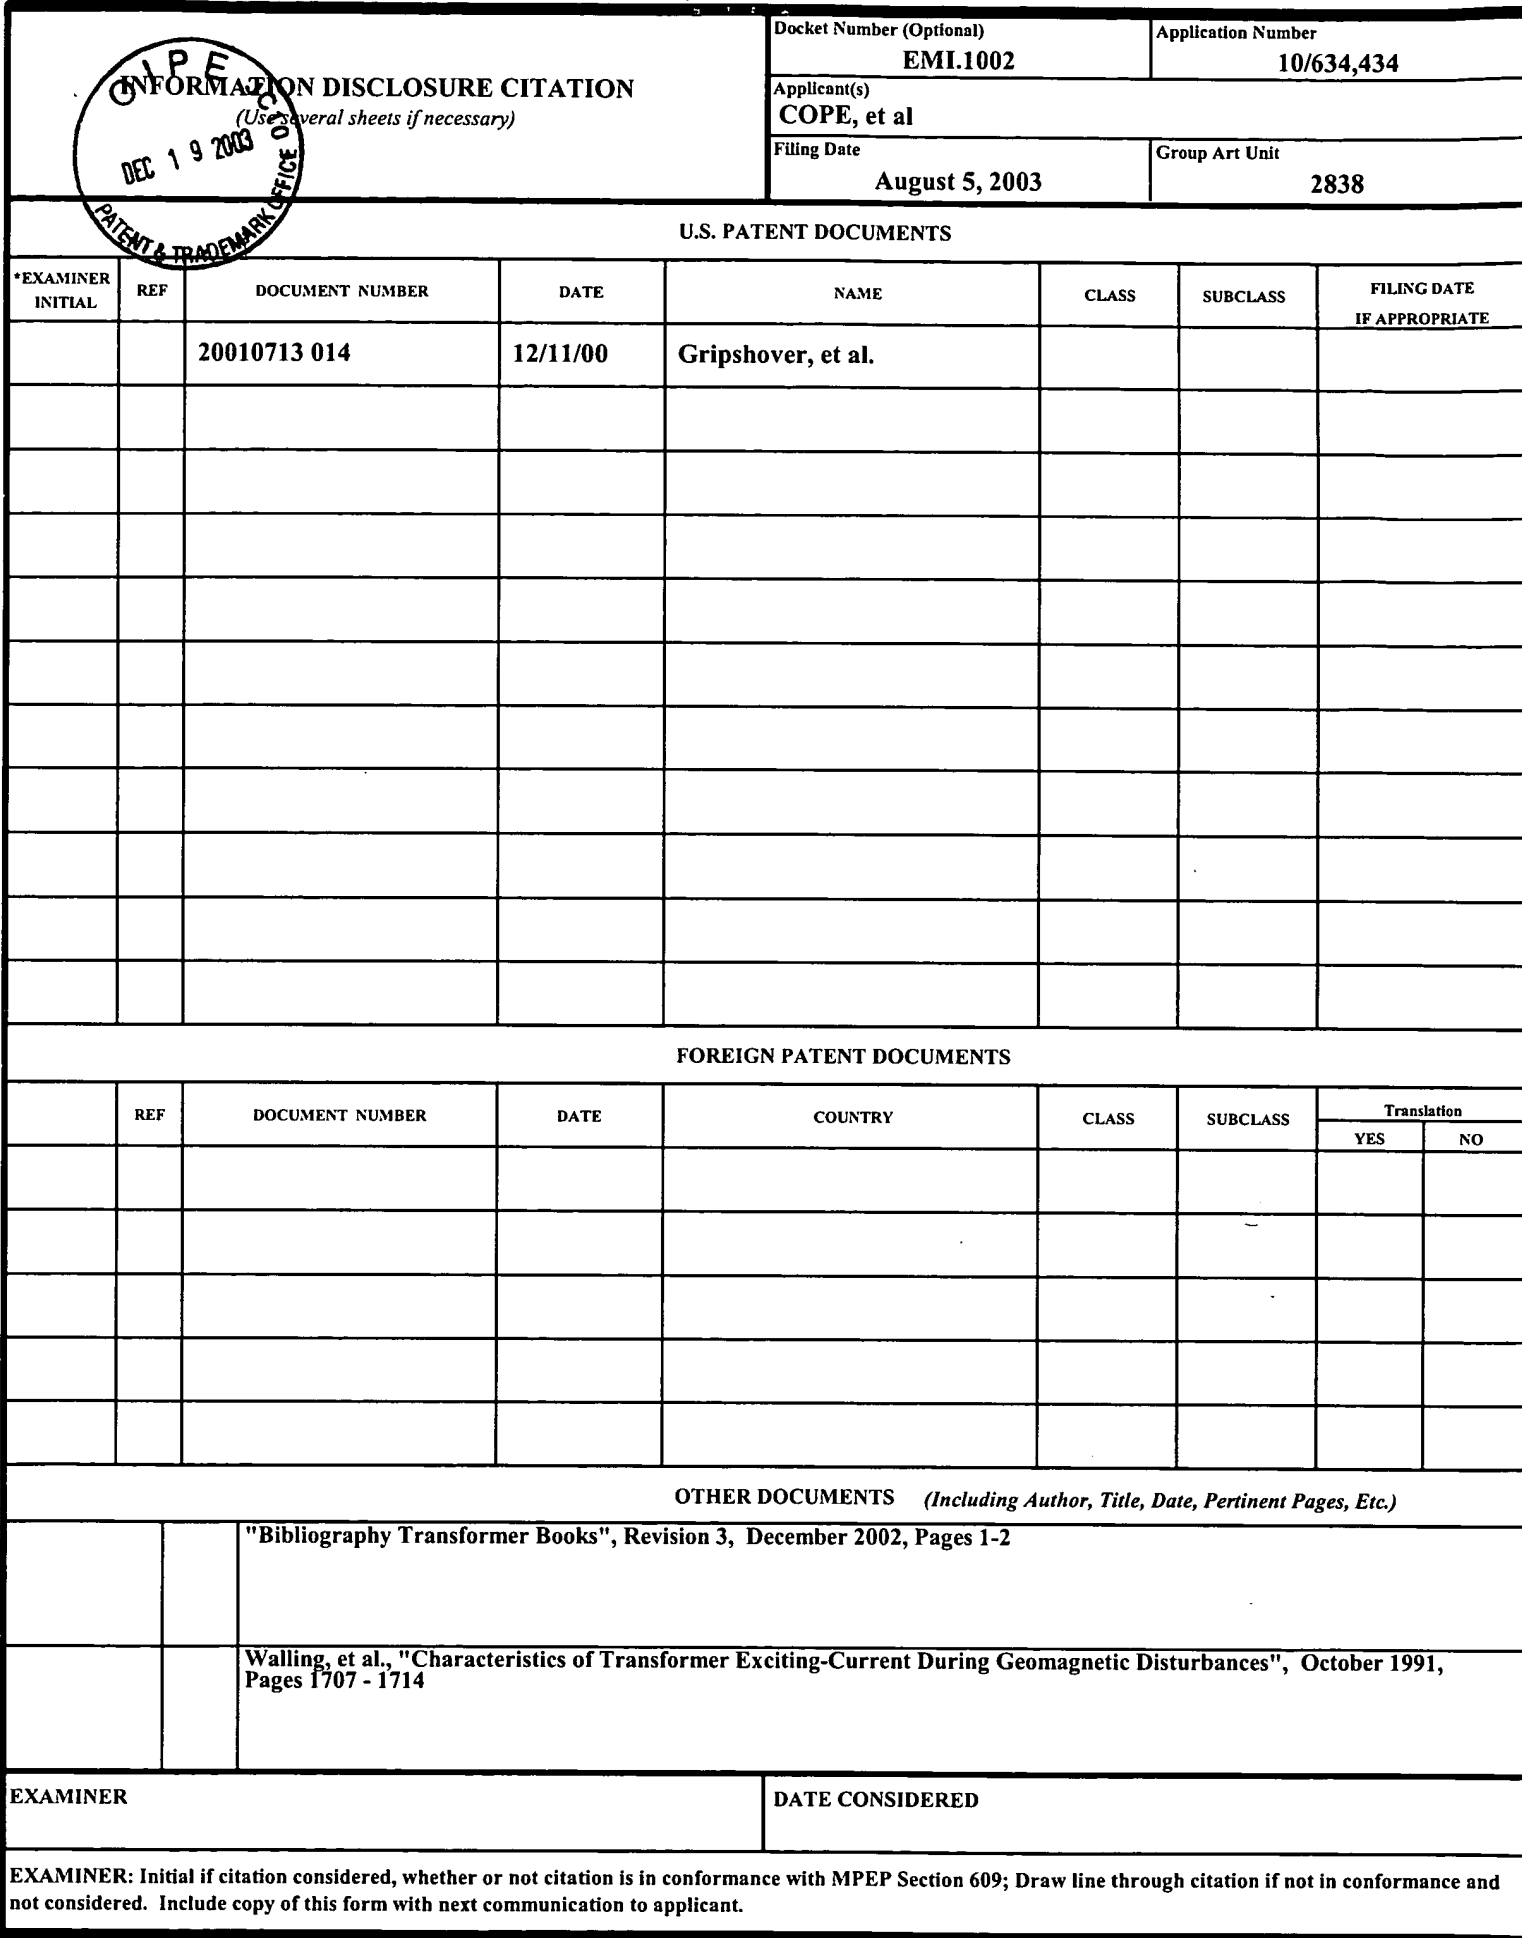 Docket Number (Optional)
EMI.1002
Application Number
10/634,434
INFORMATION DISCLOSURE CITATION
(Use several sheets if necessary)
OIPE JC10
DEC 19 2003
PATENT & TRADEMARK OFFICE
Applicant(s)
COPE, et al
Filing Date
August 5, 2003
Group Art Unit
2838
U.S. PATENT DOCUMENTS
*EXAMINER INITIAL REF DOCUMENT NUMBER DATE NAME CLASS SUBCLASS FILING DATE IF APPROPRIATE
20010713 014 12/11/00 Gripshover, et al.
FOREIGN PATENT DOCUMENTS
REF DOCUMENT NUMBER DATE COUNTRY CLASS SUBCLASS Translation
YES NO
OTHER DOCUMENTS (Including Author, Title, Date, Pertinent Pages, Etc.)
"Bibliography Transformer Books", Revision 3, December 2002, Pages 1-2
Walling, et al., "Characteristics of Transformer Exciting-Current During Geomagnetic Disturbances", October 1991,
Pages 1707 - 1714
EXAMINER
DATE CONSIDERED
EXAMINER: Initial if citation considered, whether or not citation is in conformance with MPEP Section 609; Draw line through citation if not in conformance and
not considered. Include copy of this form with next communication to applicant.